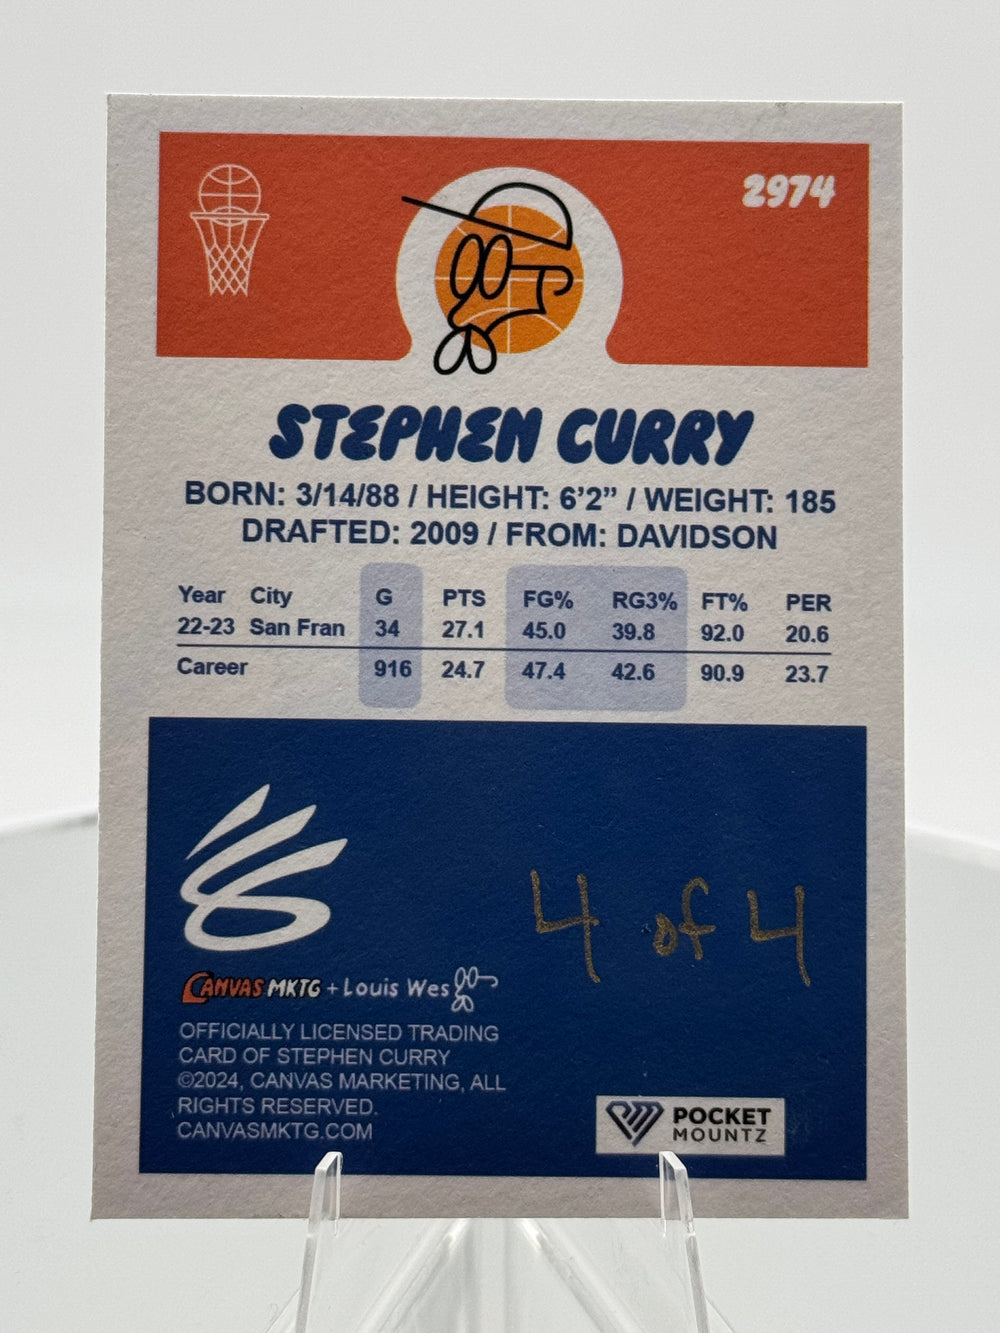 2974
STEPHEN CURRY
BORN: 3/14/88 / HEIGHT: 6’2” / WEIGHT: 185
DRAFTED: 2009 / FROM: DAVIDSON
Year City G PTS FG% RG3% FT% PER
22-23 San Fran 34 27.1 45.0 39.8 92.0 20.6
Career 916 24.7 47.4 42.6 90.9 23.7
4 of 4
CANVAS MKTG + Louis Wes
OFFICIALLY LICENSED TRADING
CARD OF STEPHEN CURRY
©2024, CANVAS MARKETING, ALL
RIGHTS RESERVED.
CANVASMKTG.COM
POCKET
MOUNTZ